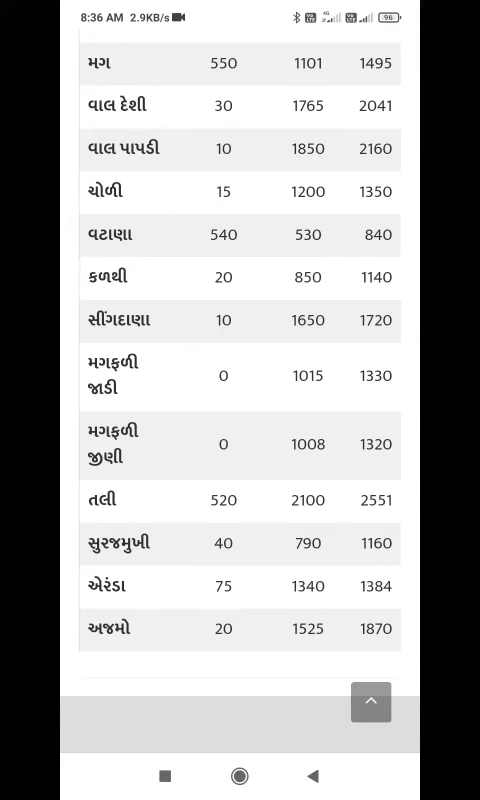 8:36 AM 2.9KB/s 4G 96
મગ 550 1101 1495
વાલ દેશી 30 1765 2041
વાલ પાપડી 10 1850 2160
ચોળી 15 1200 1350
વટાણા 540 530 840
કળથી 20 850 1140
સીંગદાણા 10 1650 1720
મગફળી
જાડી 0 1015 1330
મગફળી
જીણી 0 1008 1320
તલી 520 2100 2551
સુરજમુખી 40 790 1160
એરંડા 75 1340 1384
અજમો 20 1525 1870